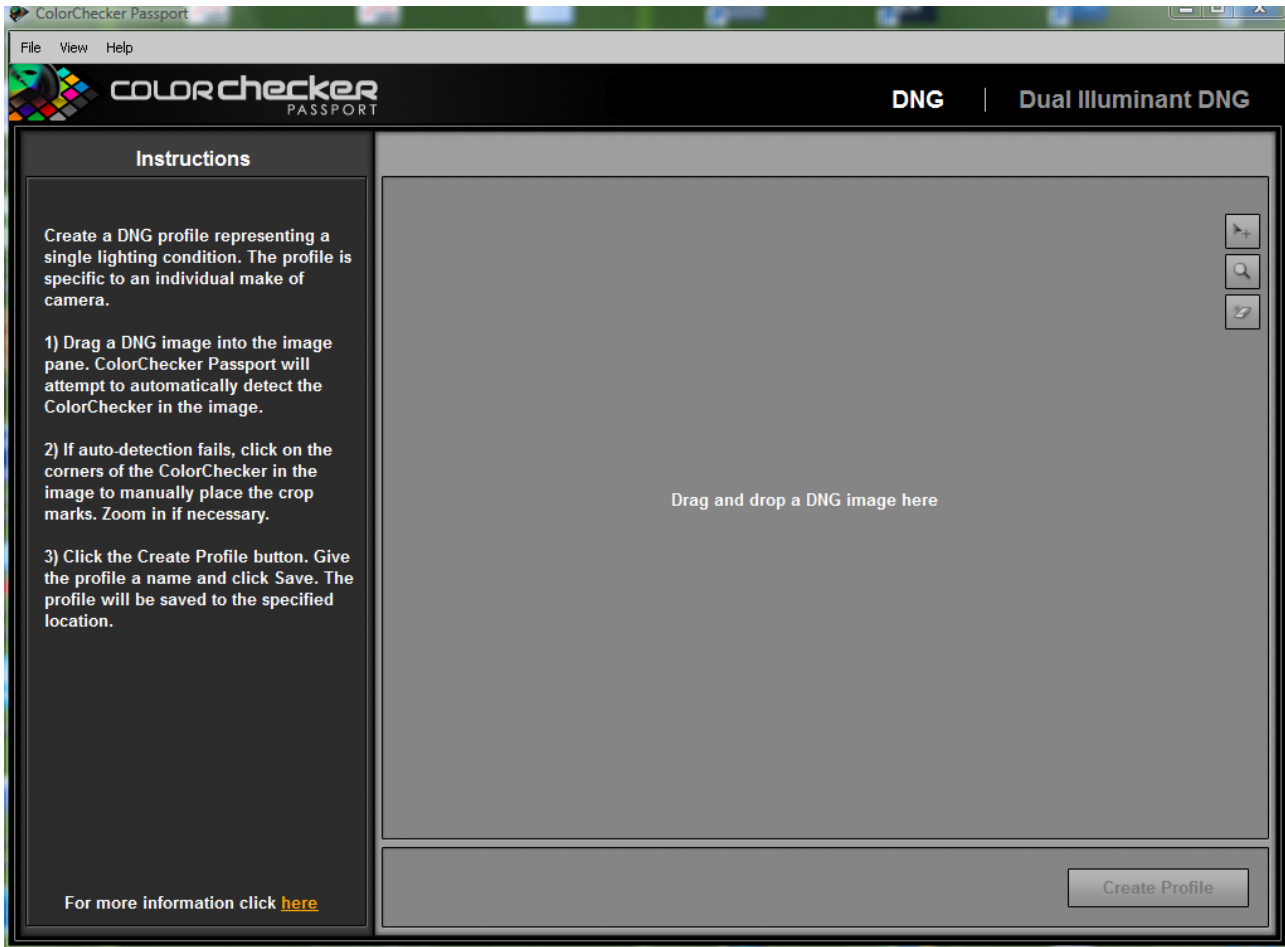 ColorChecker Passport
File View Help
COLORchecker
PASSPORT
DNG | Dual Illuminant DNG
Instructions
Create a DNG profile representing a
single lighting condition. The profile is
specific to an individual make of
camera.
1) Drag a DNG image into the image
pane. ColorChecker Passport will
attempt to automatically detect the
ColorChecker in the image.
2) If auto-detection fails, click on the
corners of the ColorChecker in the
image to manually place the crop
marks. Zoom in if necessary.
3) Click the Create Profile button. Give
the profile a name and click Save. The
profile will be saved to the specified
location.
For more information click here
Drag and drop a DNG image here
Create Profile